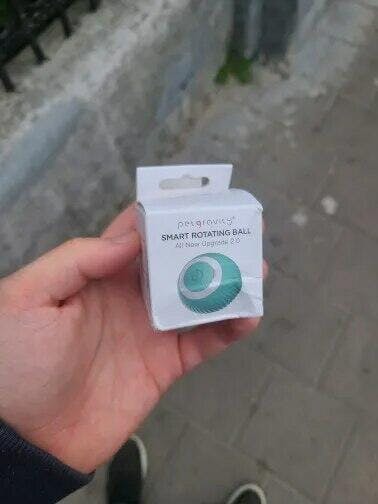 petgravity®
SMART ROTATING BALL
All New Upgrade 2.0